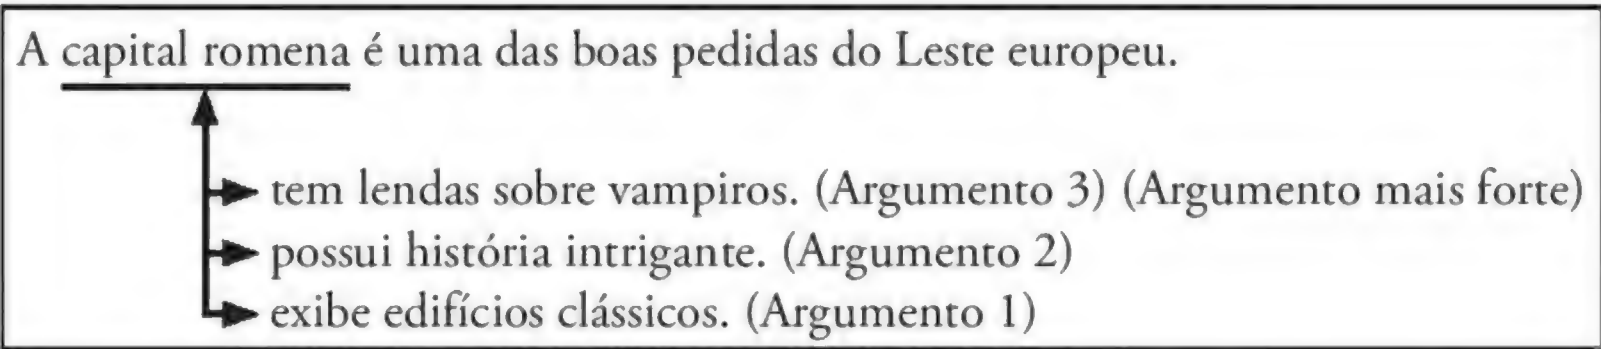 A capital romena é uma das boas pedidas do Leste europeu.
tem lendas sobre vampiros. (Argumento 3) (Argumento mais forte)
possui história intrigante. (Argumento 2)
exibe edifícios clássicos. (Argumento 1)